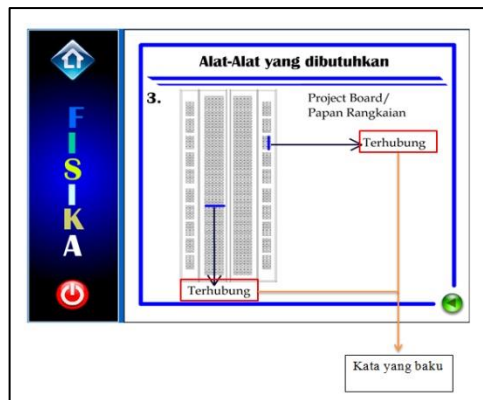 FISIKA
Alat-Alat yang dibutuhkan
3.
Project Board/
Papan Rangkaian
Terhubung
Terhubung
Kata yang baku